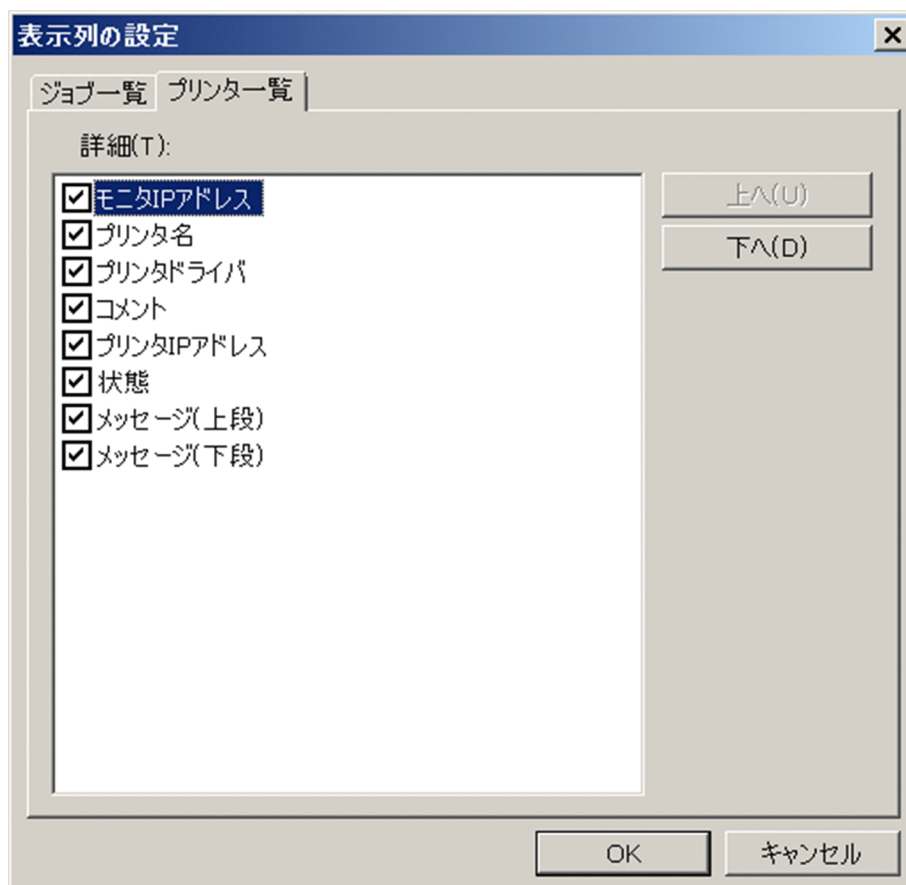 表示列の設定
ジョブ一覧 プリンター一覧
詳細(T):
モニタIPアドレス
プリンタ名
プリンタドライバ
コメント
プリンタIPアドレス
状態
メッセージ(上段)
メッセージ(下段)
上へ(U)
下へ(D)
OK キャンセル